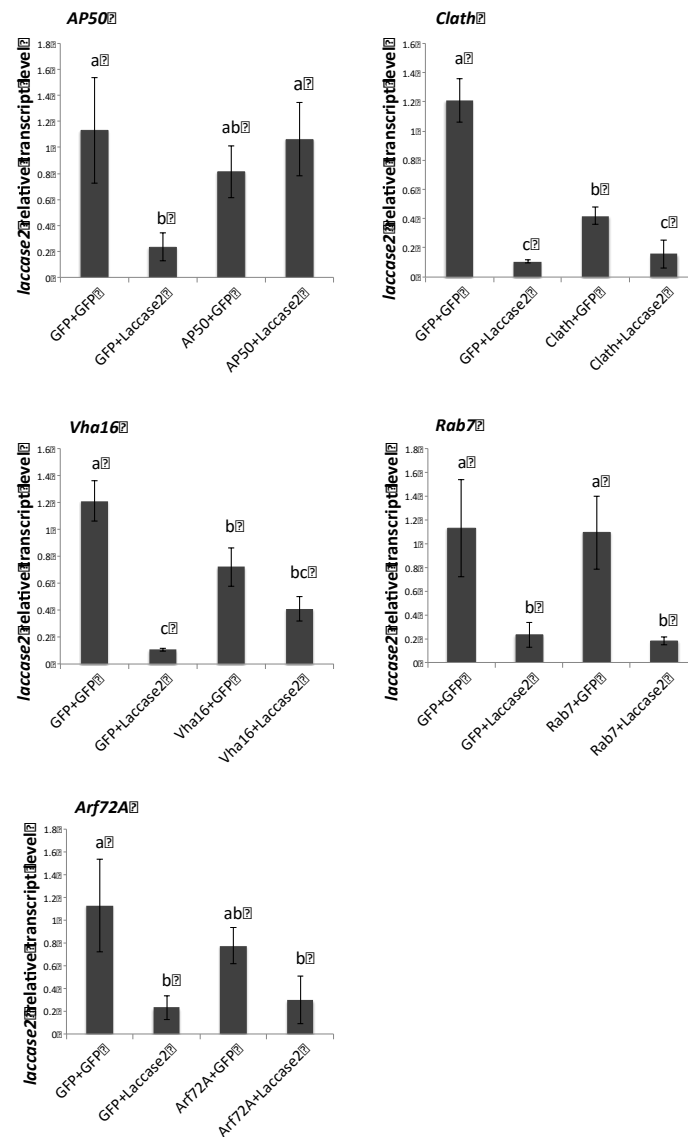 AP50⍰
laccase2⍰relative⍰transcript⍰level⍰
1.8⍰
1.6⍰
1.4⍰
1.2⍰
1⍰
0.8⍰
0.6⍰
0.4⍰
0.2⍰
0⍰
a⍰
b⍰
ab⍰
a⍰
GFP+GFP⍰
GFP+Laccase2⍰
AP50+GFP⍰
AP50+Laccase2⍰
Clath⍰
laccase2⍰relative⍰transcript⍰level⍰
1.6⍰
1.4⍰
1.2⍰
1⍰
0.8⍰
0.6⍰
0.4⍰
0.2⍰
0⍰
a⍰
c⍰
b⍰
c⍰
GFP+GFP⍰
GFP+Laccase2⍰
Clath+GFP⍰
Clath+Laccase2⍰
Vha16⍰
laccase2⍰relative⍰transcript⍰level⍰
1.6⍰
1.4⍰
1.2⍰
1⍰
0.8⍰
0.6⍰
0.4⍰
0.2⍰
0⍰
a⍰
c⍰
b⍰
bc⍰
GFP+GFP⍰
GFP+Laccase2⍰
Vha16+GFP⍰
Vha16+Laccase2⍰
Rab7⍰
laccase2⍰relative⍰transcript⍰level⍰
1.8⍰
1.6⍰
1.4⍰
1.2⍰
1⍰
0.8⍰
0.6⍰
0.4⍰
0.2⍰
0⍰
a⍰
b⍰
a⍰
b⍰
GFP+GFP⍰
GFP+Laccase2⍰
Rab7+GFP⍰
Rab7+Laccase2⍰
Arf72A⍰
laccase2⍰relative⍰transcript⍰level⍰
1.8⍰
1.6⍰
1.4⍰
1.2⍰
1⍰
0.8⍰
0.6⍰
0.4⍰
0.2⍰
0⍰
a⍰
b⍰
ab⍰
b⍰
GFP+GFP⍰
GFP+Laccase2⍰
Arf72A+GFP⍰
Arf72A+Laccase2⍰